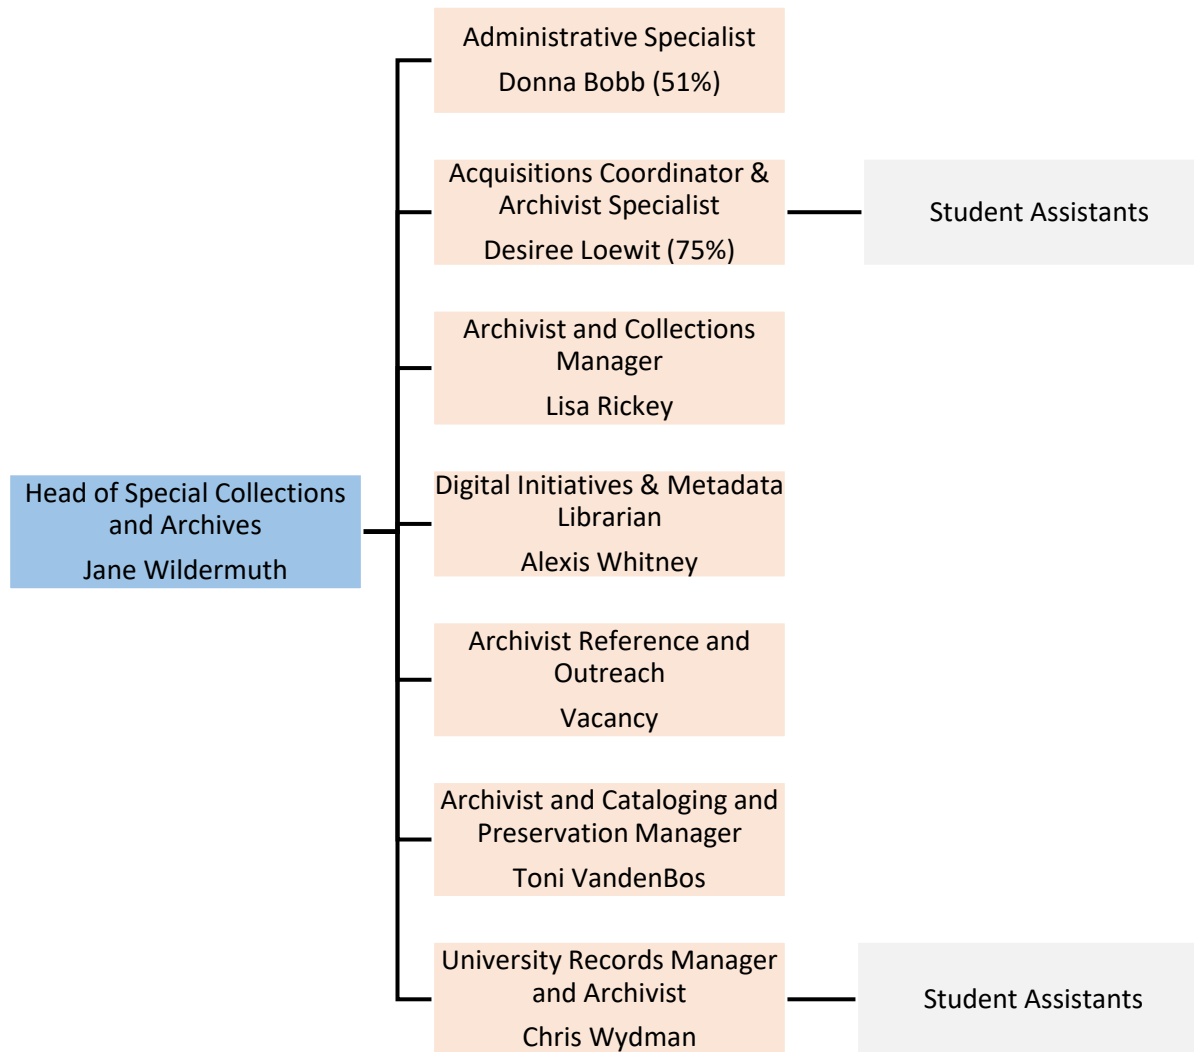 Administrative Specialist
Donna Bobb (51%)
Acquisitions Coordinator &
Archivist Specialist
Desiree Loewit (75%)
Student Assistants
Archivist and Collections
Manager
Lisa Rickey
Head of Special Collections
and Archives
Jane Wildermuth
Digital Initiatives & Metadata
Librarian
Alexis Whitney
Archivist Reference and
Outreach
Vacancy
Archivist and Cataloging and
Preservation Manager
Toni VandenBos
University Records Manager
and Archivist
Chris Wydman
Student Assistants